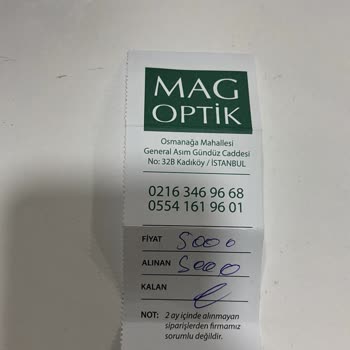 MAG
OPTİK
Osmanağa Mahallesi
General Asım Gündüz Caddesi
No: 32B Kadıköy / İSTANBUL
0216 346 96 68
0554 161 96 01
FİYAT 5000
ALINAN 5000
KALAN
NOT: 2 ay içinde alınmayan
siparişlerden firmamız
sorumlu değildir.